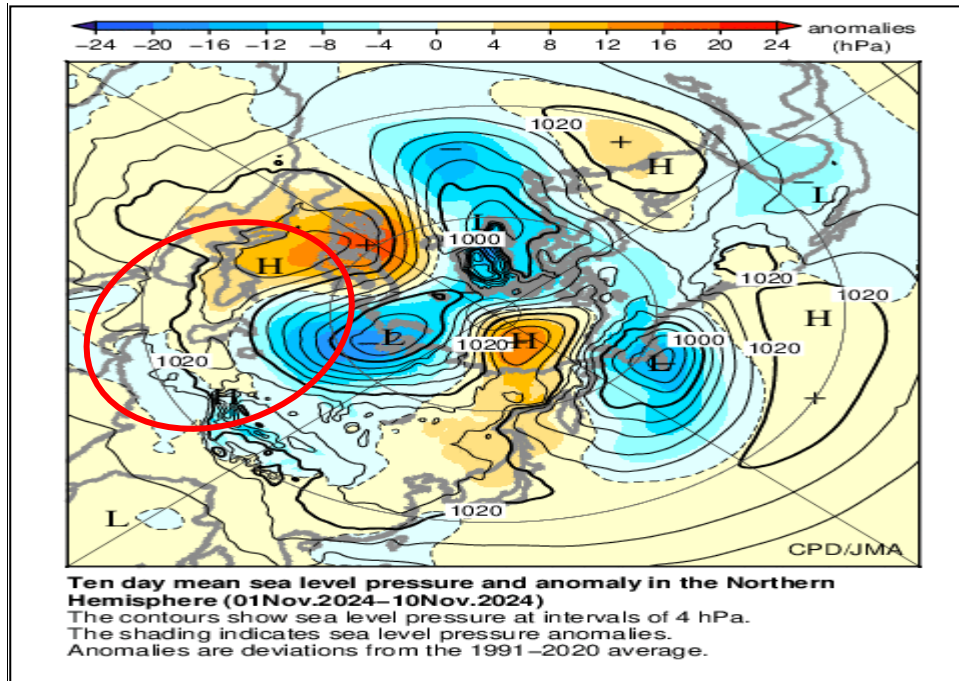 anomalies
−24 −20 −16 −12 −8 −4 0 4 8 12 16 20 24 (hPa)
1020
H
L
L
1000
H
1020
1020
H
L
1020
H
1000
1020
L
1020
H
L
1020
CPD/JMA
Ten day mean sea level pressure and anomaly in the Northern
Hemisphere (01Nov.2024−10Nov.2024)
The contours show sea level pressure at intervals of 4 hPa.
The shading indicates sea level pressure anomalies.
Anomalies are deviations from the 1991−2020 average.